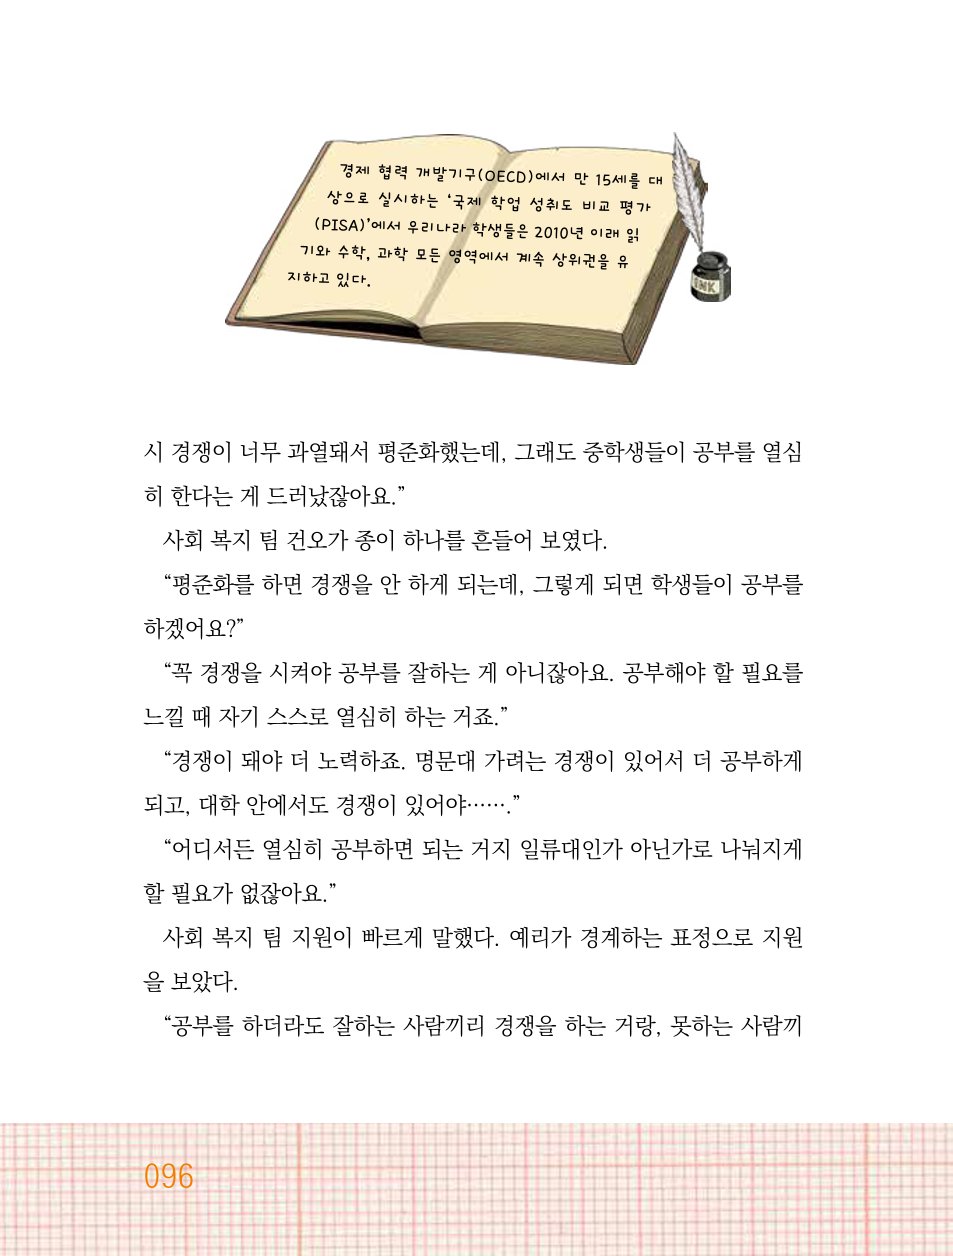 경제 협력 개발기구(OECD)에서 만 15세를 대
상으로 실시하는 ‘국제 학업 성취도 비교 평가
(PISA)’에서 우리나라 학생들은 2010년 이래 읽
기와 수학, 과학 모든 영역에서 계속 상위권을 유
지하고 있다.
INK
시 경쟁이 너무 과열돼서 평준화했는데, 그래도 중학생들이 공부를 열심
히 한다는 게 드러났잖아요.”
사회 복지 팀 건오가 종이 하나를 흔들어 보였다.
“평준화를 하면 경쟁을 안 하게 되는데, 그렇게 되면 학생들이 공부를
하겠어요?”
“꼭 경쟁을 시켜야 공부를 잘하는 게 아니잖아요. 공부해야 할 필요를
느낄 때 자기 스스로 열심히 하는 거죠.”
“경쟁이 돼야 더 노력하죠. 명문대 가려는 경쟁이 있어서 더 공부하게
되고, 대학 안에서도 경쟁이 있어야…….”
“어디서든 열심히 공부하면 되는 거지 일류대인가 아닌가로 나눠지게
할 필요가 없잖아요.”
사회 복지 팀 지원이 빠르게 말했다. 예리가 경계하는 표정으로 지원
을 보았다.
“공부를 하더라도 잘하는 사람끼리 경쟁을 하는 거랑, 못하는 사람끼
096